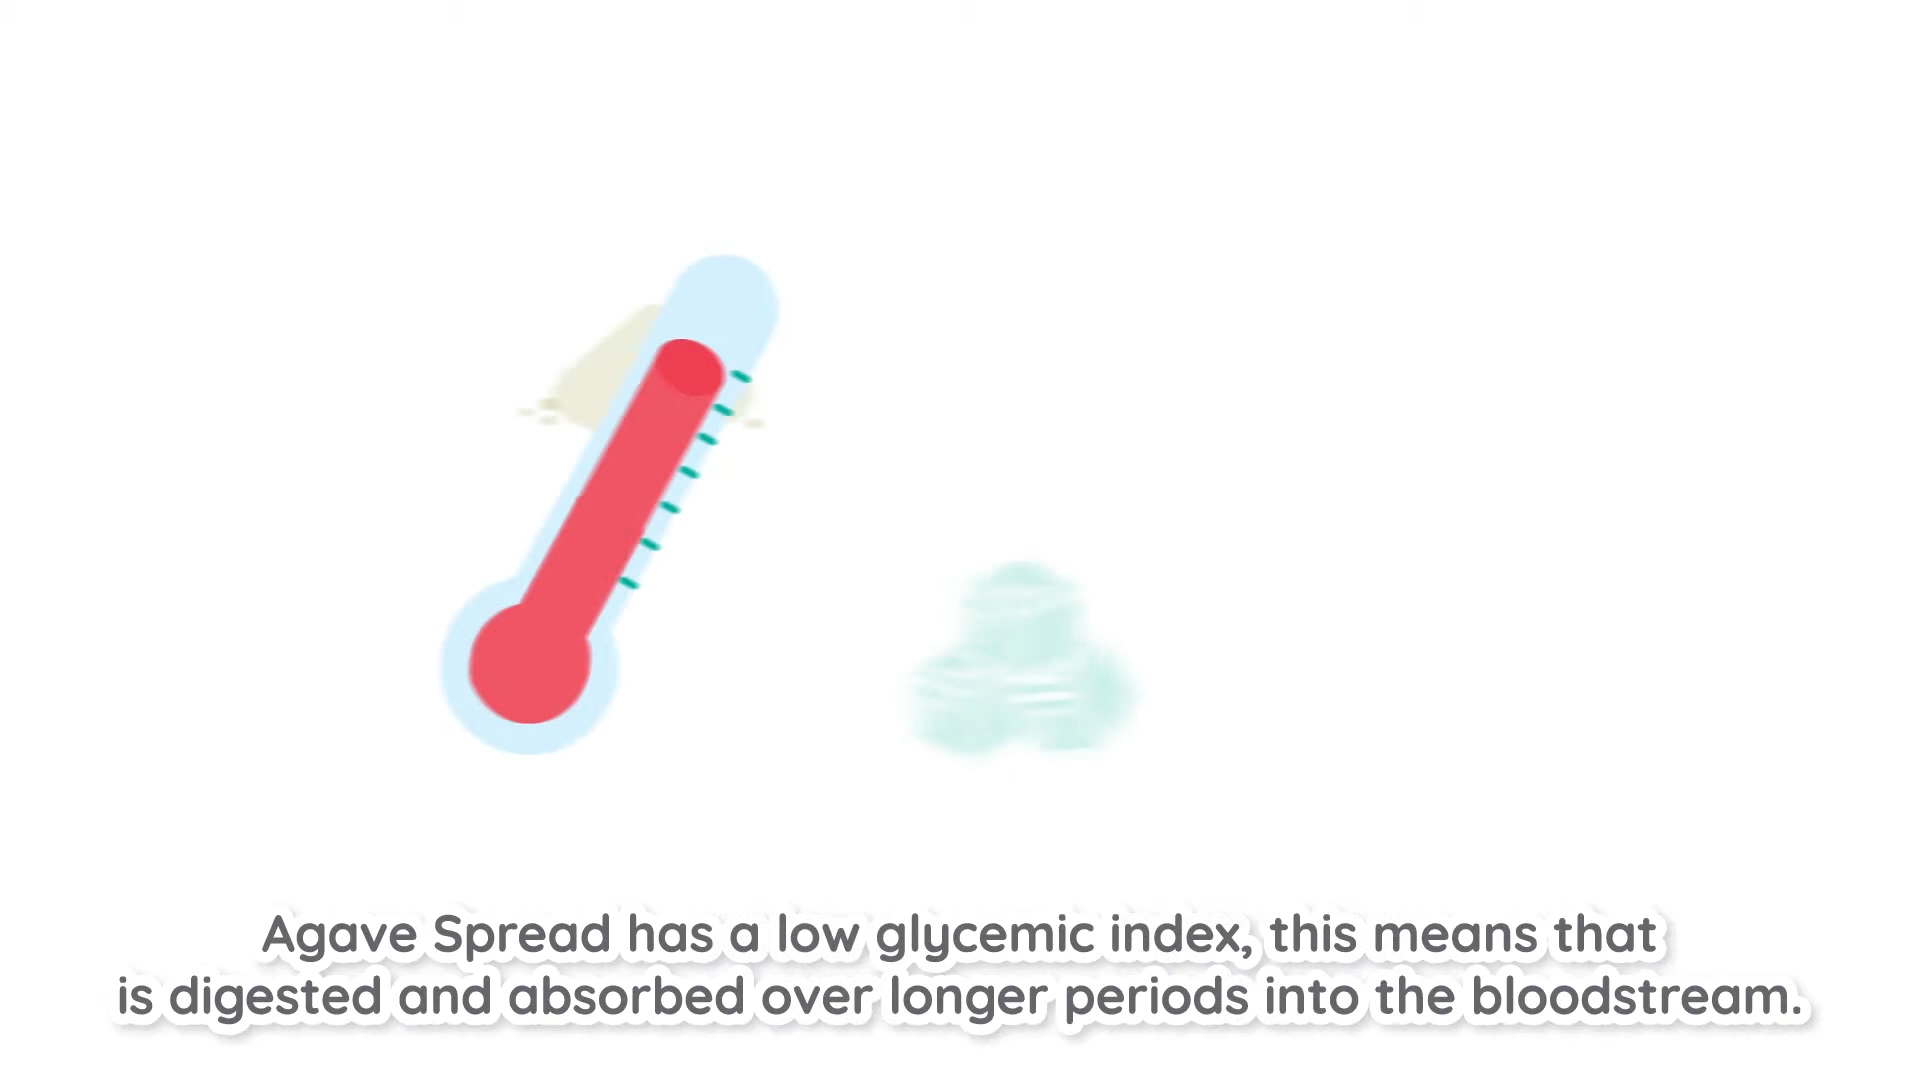 Agave Spread has a low glycemic index, this means that
is digested and absorbed over longer periods into the bloodstream.